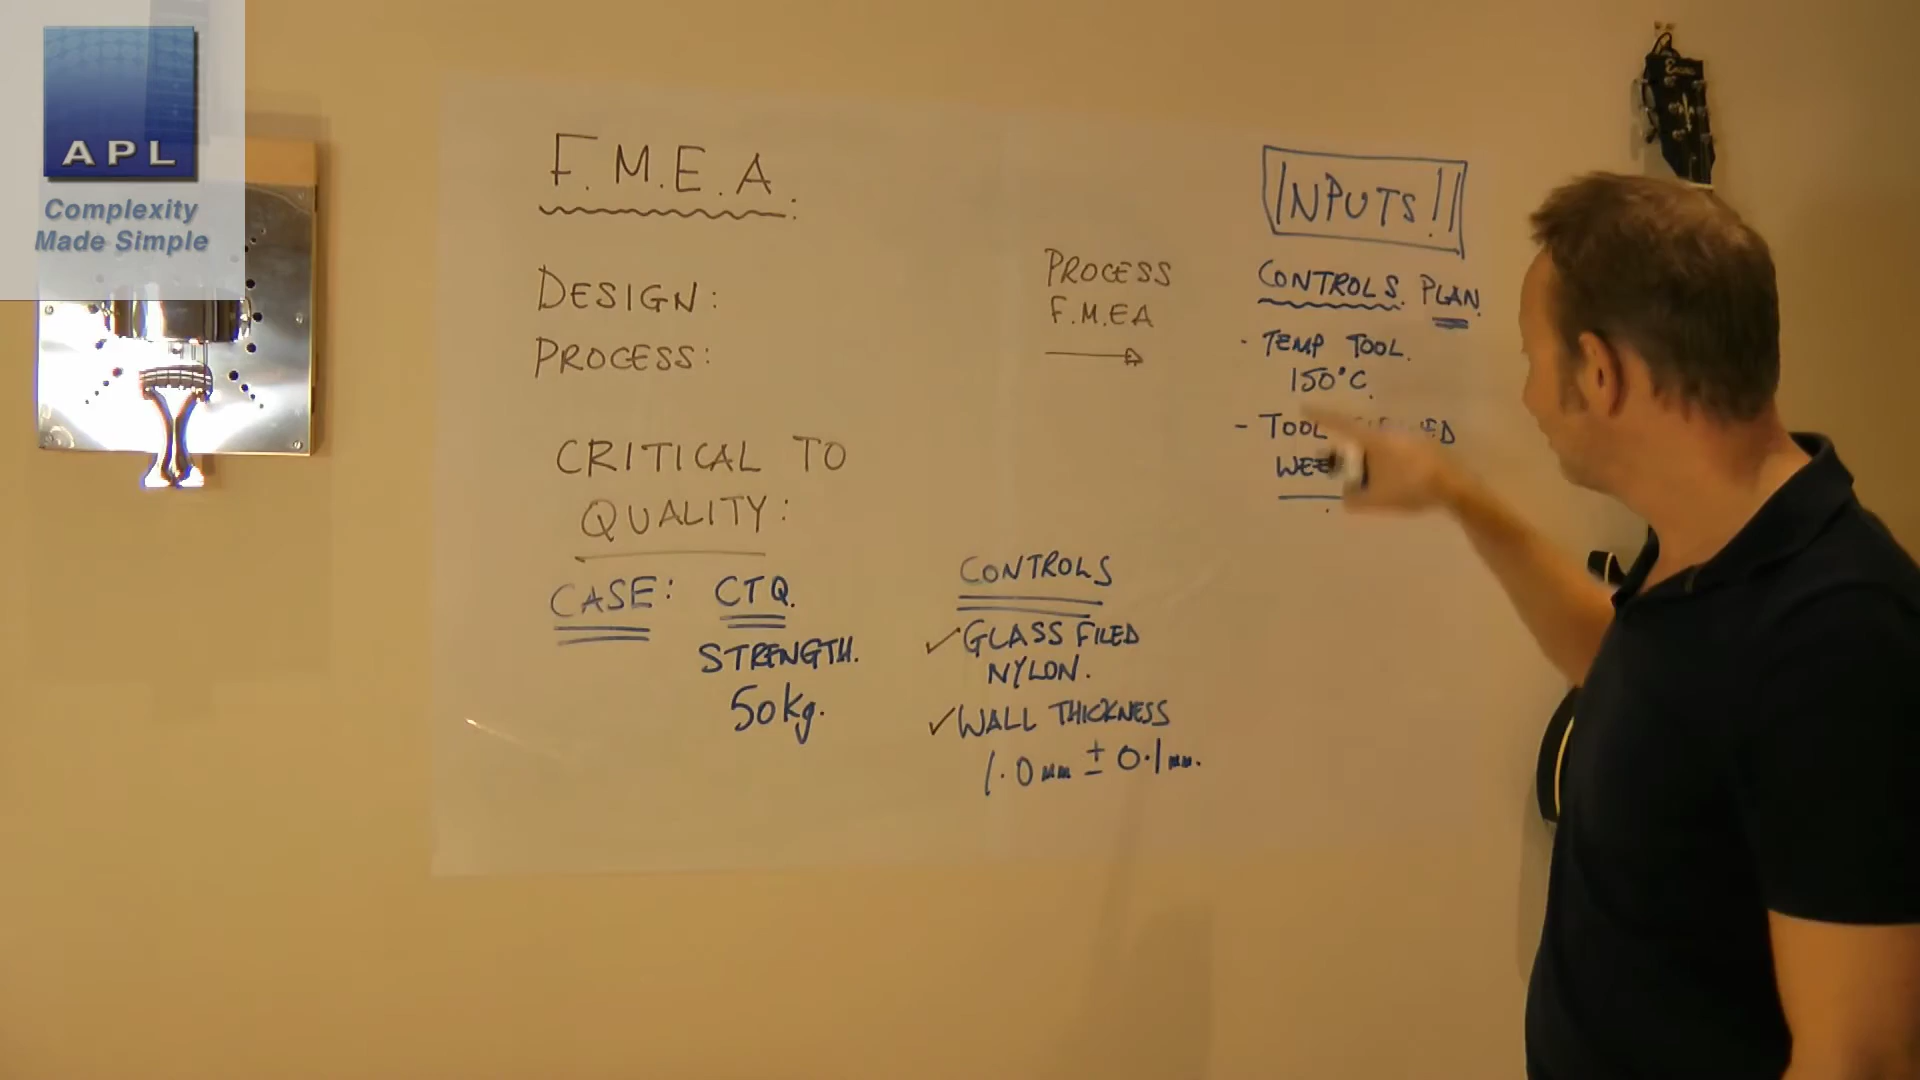 APL
Complexity
Made Simple
F.M.E.A.:
DESIGN:
PROCESS:
CRITICAL TO
QUALITY:
CASE: CTQ.
STRENGTH.
50kg.
CONTROLS
✓GLASS FILED
NYLON.
✓WALL THICKNESS
1.0mm ± 0.1mm.
PROCESS
F.M.E.A
INPUTS!!
CONTROLS. PLAN.
- TEMP TOOL.
150°C.
- TOOL